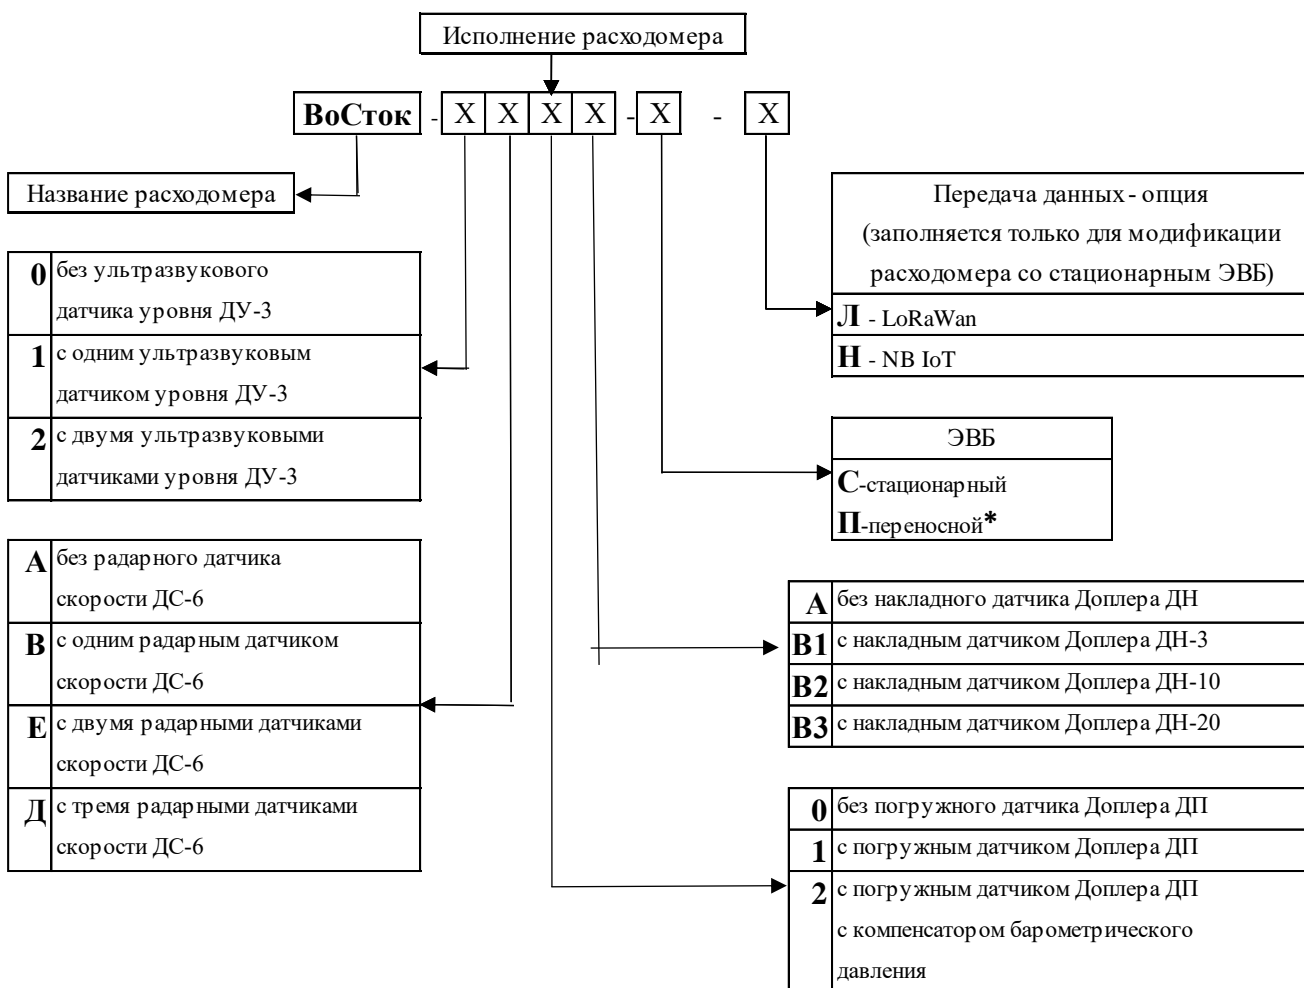 Исполнение расходомера
ВоСток - X X X X - X - X
Название расходомера
0 без ультразвукового
датчика уровня ДУ-3
1 с одним ультразвуковым
датчиком уровня ДУ-3
2 с двумя ультразвуковыми
датчиками уровня ДУ-3
А без радарного датчика
скорости ДС-6
В с одним радарным датчиком
скорости ДС-6
Е с двумя радарными датчиками
скорости ДС-6
Д с тремя радарными датчиками
скорости ДС-6
Передача данных - опция
(заполняется только для модификации
расходомера со стационарным ЭВБ)
Л - LoRaWan
Н - NB IoT
ЭВБ
С-стационарный
П-переносной*
А без накладного датчика Доплера ДН
В1 с накладным датчиком Доплера ДН-3
В2 с накладным датчиком Доплера ДН-10
В3 с накладным датчиком Доплера ДН-20
0 без погружного датчика Доплера ДП
1 с погружным датчиком Доплера ДП
2 с погружным датчиком Доплера ДП
с компенсатором барометрического
давления